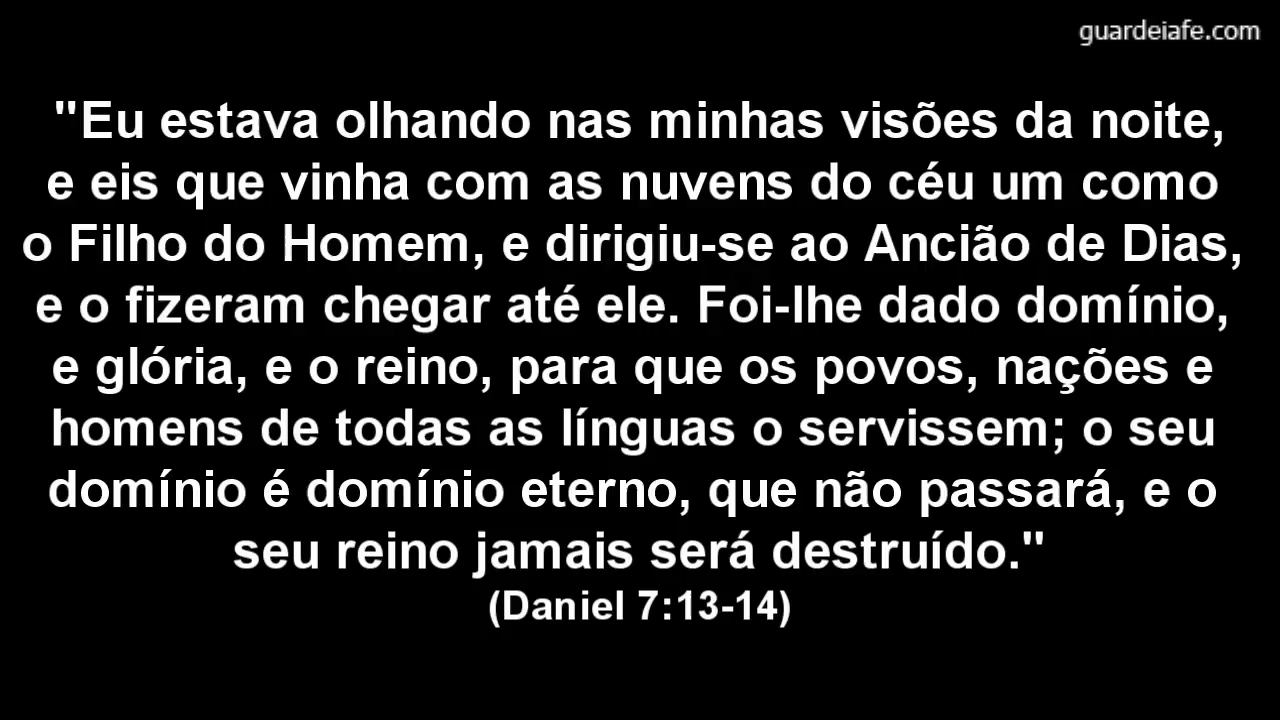 guardeiafe.com
"Eu estava olhando nas minhas visões da noite,
e eis que vinha com as nuvens do céu um como
o Filho do Homem, e dirigiu-se ao Ancião de Dias,
e o fizeram chegar até ele. Foi-lhe dado domínio,
e glória, e o reino, para que os povos, nações e
homens de todas as línguas o servissem; o seu
domínio é domínio eterno, que não passará, e o
seu reino jamais será destruído."
(Daniel 7:13-14)